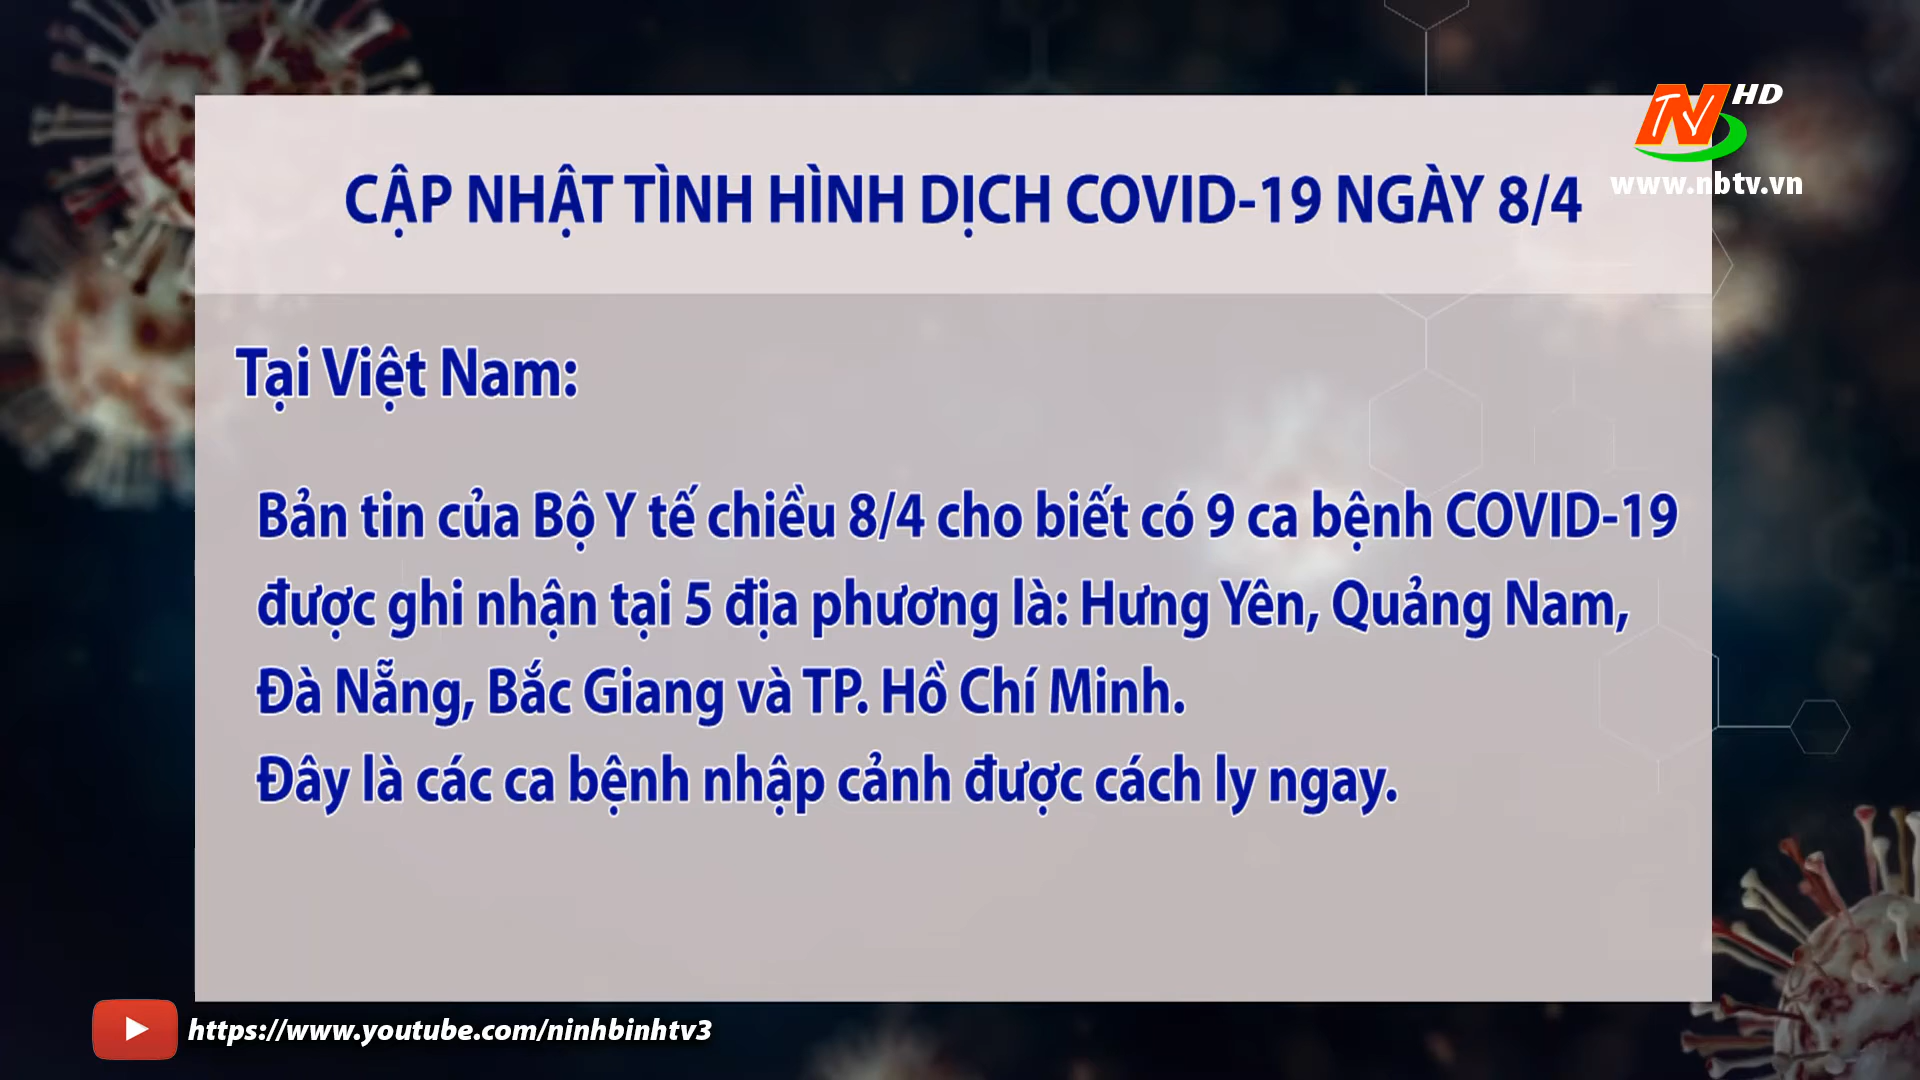 NTV HD
www.nbtv.vn
CẬP NHẬT TÌNH HÌNH DỊCH COVID-19 NGÀY 8/4
Tại Việt Nam:
Bản tin của Bộ Y tế chiều 8/4 cho biết có 9 ca bệnh COVID-19
được ghi nhận tại 5 địa phương là: Hưng Yên, Quảng Nam,
Đà Nẵng, Bắc Giang và TP. Hồ Chí Minh.
Đây là các ca bệnh nhập cảnh được cách ly ngay.
https://www.youtube.com/ninhbinhtv3